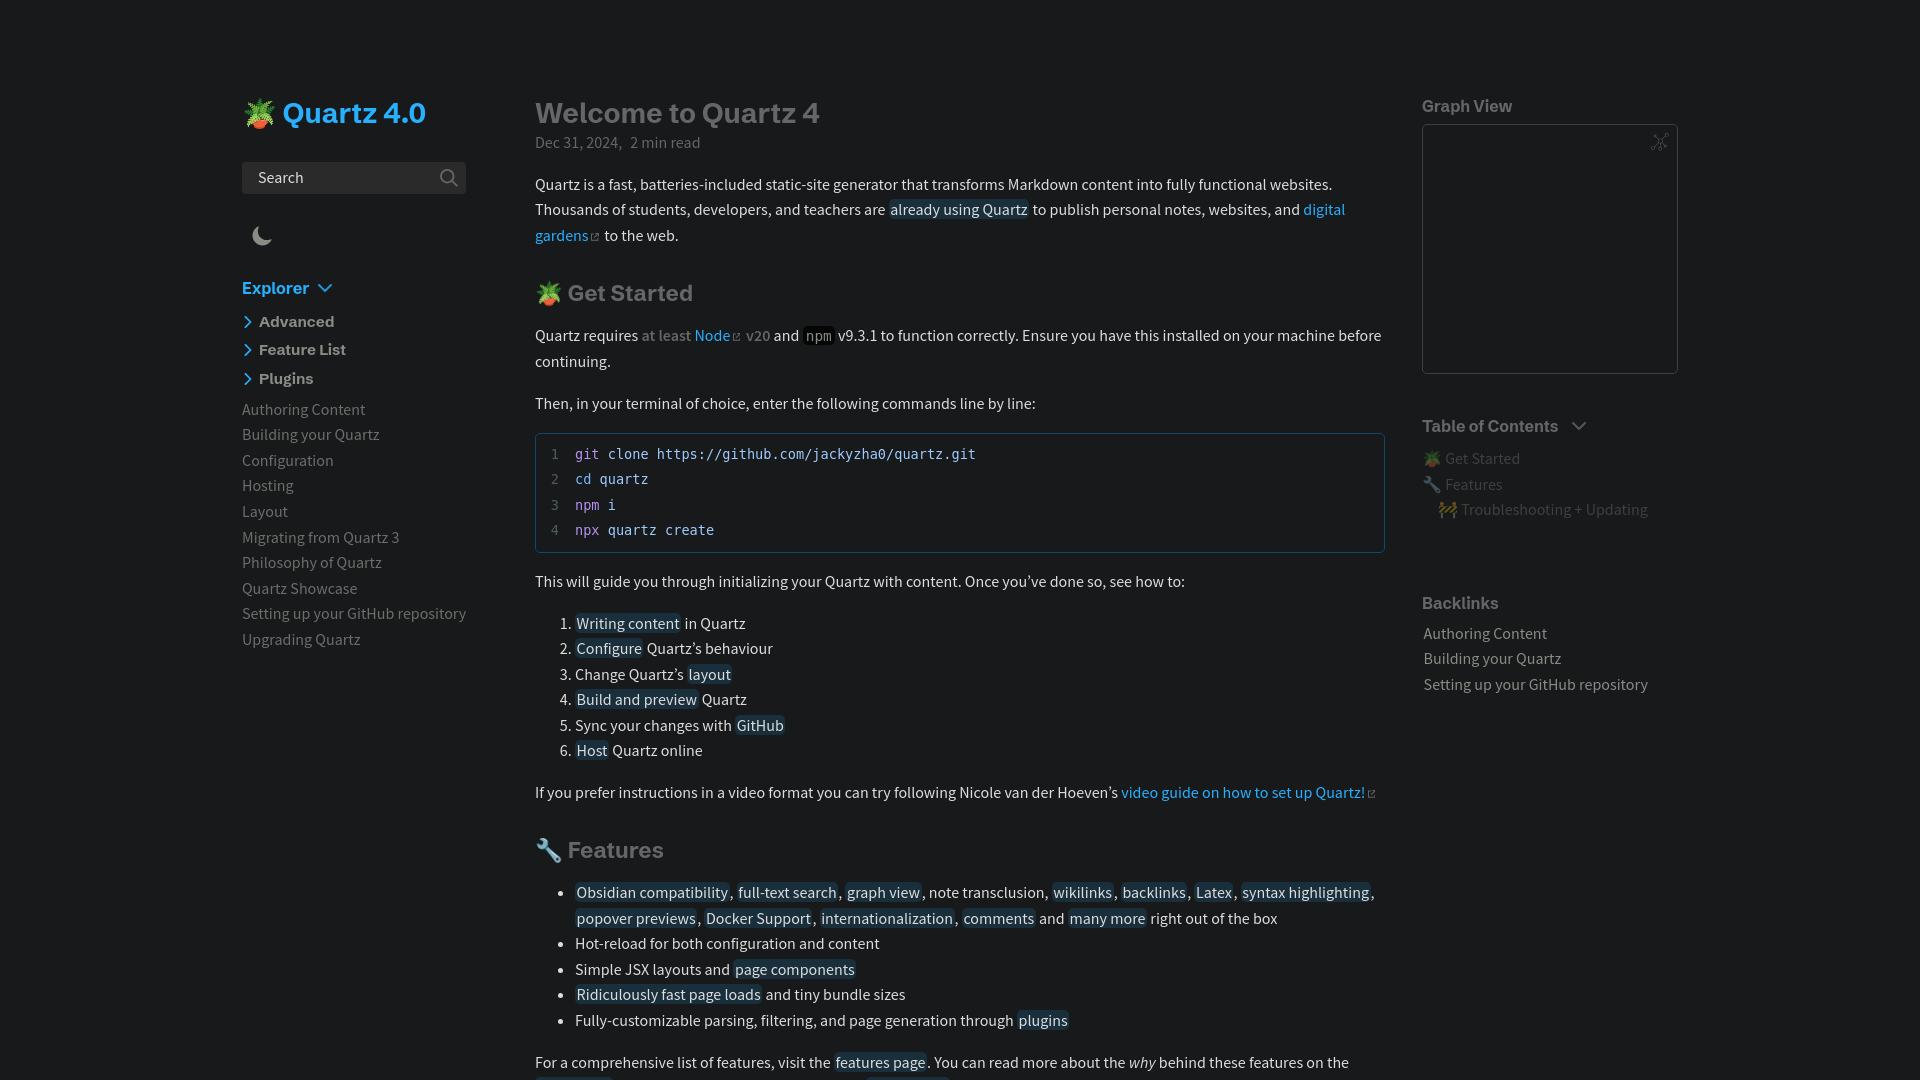 🪴 Quartz 4.0
Search
Explorer
Advanced
Feature List
Plugins
Authoring Content
Building your Quartz
Configuration
Hosting
Layout
Migrating from Quartz 3
Philosophy of Quartz
Quartz Showcase
Setting up your GitHub repository
Upgrading Quartz
Welcome to Quartz 4
Dec 31, 2024, 2 min read
Quartz is a fast, batteries-included static-site generator that transforms Markdown content into fully functional websites.
Thousands of students, developers, and teachers are already using Quartz to publish personal notes, websites, and digital
gardens to the web.
🪴 Get Started
Quartz requires at least Node v20 and npm v9.3.1 to function correctly. Ensure you have this installed on your machine before
continuing.
Then, in your terminal of choice, enter the following commands line by line:
1 git clone https://github.com/jackyzha0/quartz.git
2 cd quartz
3 npm i
4 npx quartz create
This will guide you through initializing your Quartz with content. Once you’ve done so, see how to:
1. Writing content in Quartz
2. Configure Quartz’s behaviour
3. Change Quartz’s layout
4. Build and preview Quartz
5. Sync your changes with GitHub
6. Host Quartz online
If you prefer instructions in a video format you can try following Nicole van der Hoeven’s video guide on how to set up Quartz!
🔧 Features
• Obsidian compatibility, full-text search, graph view, note transclusion, wikilinks, backlinks, Latex, syntax highlighting,
popover previews, Docker Support, internationalization, comments and many more right out of the box
• Hot-reload for both configuration and content
• Simple JSX layouts and page components
• Ridiculously fast page loads and tiny bundle sizes
• Fully-customizable parsing, filtering, and page generation through plugins
For a comprehensive list of features, visit the features page. You can read more about the why behind these features on the
Graph View
Table of Contents
🪴 Get Started
🔧 Features
🚧 Troubleshooting + Updating
Backlinks
Authoring Content
Building your Quartz
Setting up your GitHub repository